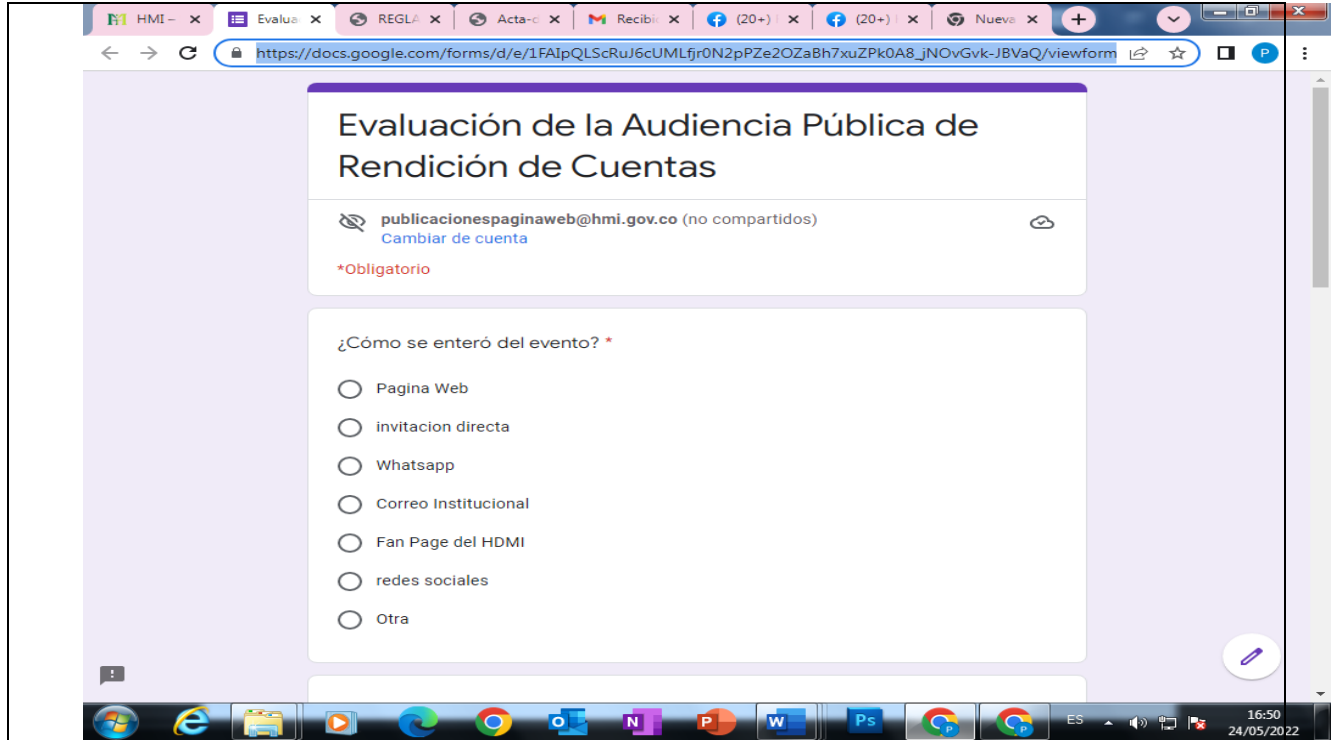 HMI –
Evalua
REGLA
Acta-d
Recibi
(20+)
(20+)
Nueva
https://docs.google.com/forms/d/e/1FAIpQLScRuJ6cUMLfjr0N2pPZe2OZaBh7xuZPk0A8_jNOvGvk-JBVaQ/viewform
P
Evaluación de la Audiencia Pública de
Rendición de Cuentas
publicacionespaginaweb@hmi.gov.co (no compartidos)
Cambiar de cuenta
*Obligatorio
¿Cómo se enteró del evento? *
Pagina Web
invitacion directa
Whatsapp
Correo Institucional
Fan Page del HDMI
redes sociales
Otra
ES
16:50
24/05/2022